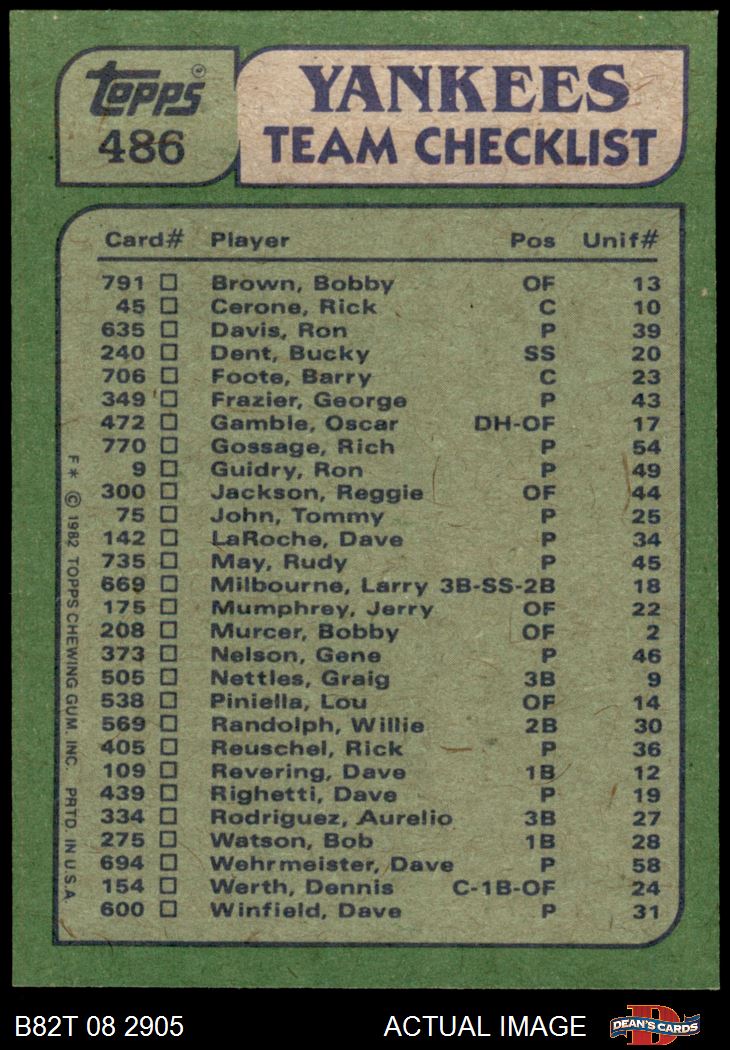 Topps
486
YANKEES
TEAM CHECKLIST
Card# Player Pos Unif#
791 Brown, Bobby OF 13
45 Cerone, Rick C 10
635 Davis, Ron P 39
240 Dent, Bucky SS 20
706 Foote, Barry C 23
349 Frazier, George P 43
472 Gamble, Oscar DH-OF 17
770 Gossage, Rich P 54
9 Guidry, Ron P 49
300 Jackson, Reggie OF 44
75 John, Tommy P 25
142 LaRoche, Dave P 34
735 May, Rudy P 45
669 Milbourne, Larry 3B-SS-2B 18
175 Mumphrey, Jerry OF 22
208 Murcer, Bobby OF 2
373 Nelson, Gene P 46
505 Nettles, Graig 3B 9
538 Piniella, Lou OF 14
569 Randolph, Willie 2B 30
405 Reuschel, Rick P 36
109 Revering, Dave 1B 12
439 Righetti, Dave P 19
334 Rodriguez, Aurelio 3B 27
275 Watson, Bob 1B 28
694 Wehrmeister, Dave P 58
154 Werth, Dennis C-1B-OF 24
600 Winfield, Dave P 31
F* © 1982 TOPPS CHEWING GUM, INC. PRTD. IN U.S.A.
B82T 08 2905 ACTUAL IMAGE
DEAN'S CARDS